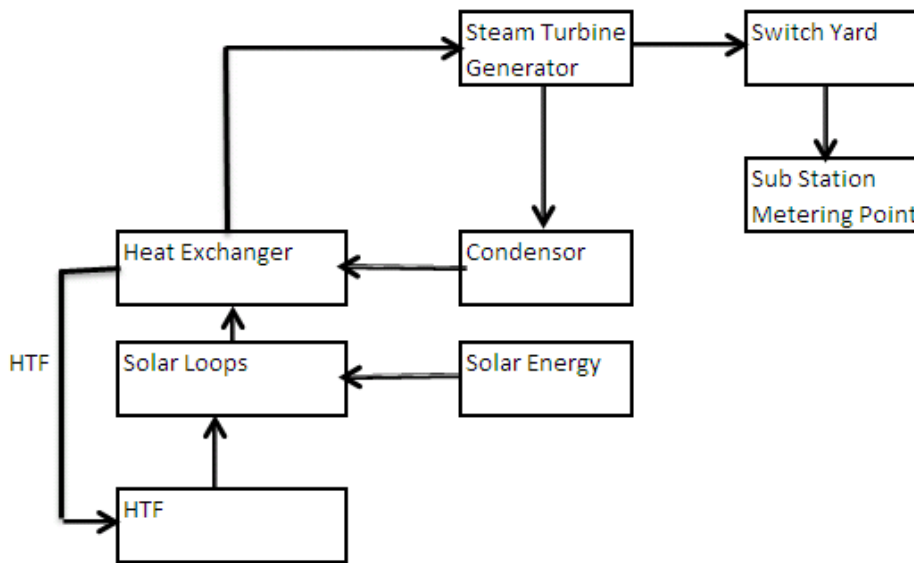 Steam Turbine
Generator
Switch Yard
Sub Station
Metering Point
Heat Exchanger
Condensor
HTF
Solar Loops
Solar Energy
HTF